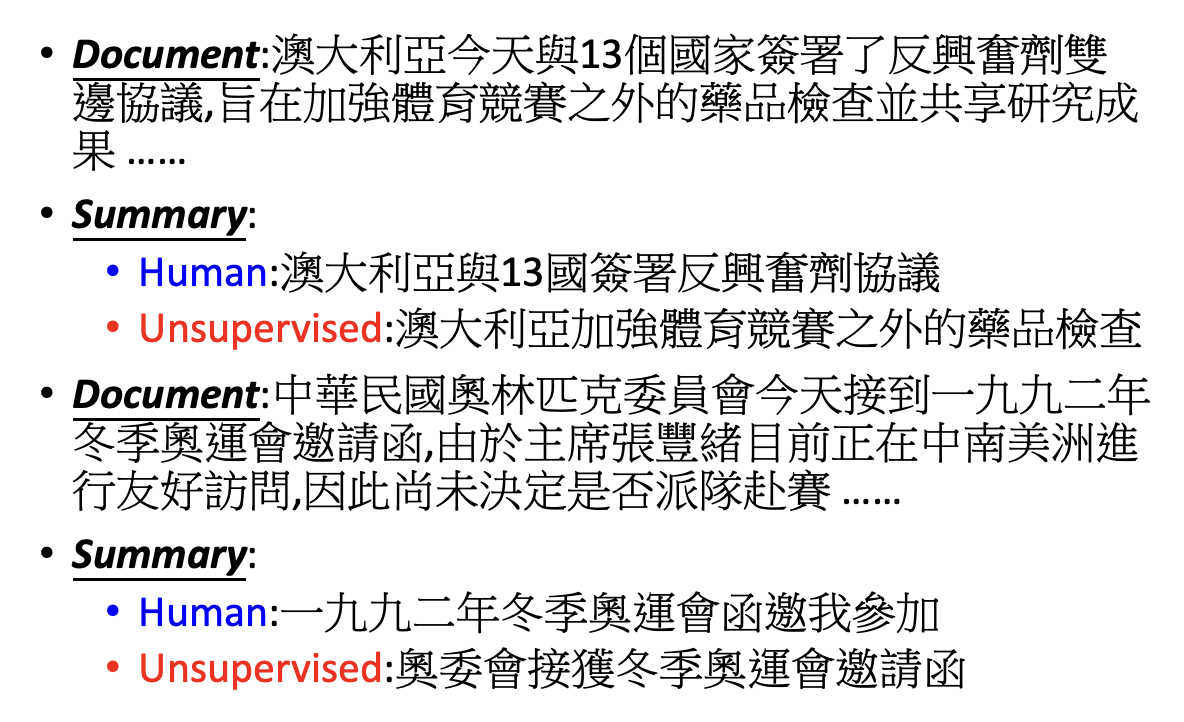 • Document:澳大利亞今天與13個國家簽署了反興奮劑雙
邊協議,旨在加強體育競賽之外的藥品檢查並共享研究成
果 ……
• Summary:
• Human:澳大利亞與13國簽署反興奮劑協議
• Unsupervised:澳大利亞加強體育競賽之外的藥品檢查
• Document:中華民國奧林匹克委員會今天接到一九九二年
冬季奧運會邀請函,由於主席張豐緒目前正在中南美洲進
行友好訪問,因此尚未決定是否派隊赴賽 ……
• Summary:
• Human:一九九二年冬季奧運會函邀我參加
• Unsupervised:奧委會接獲冬季奧運會邀請函